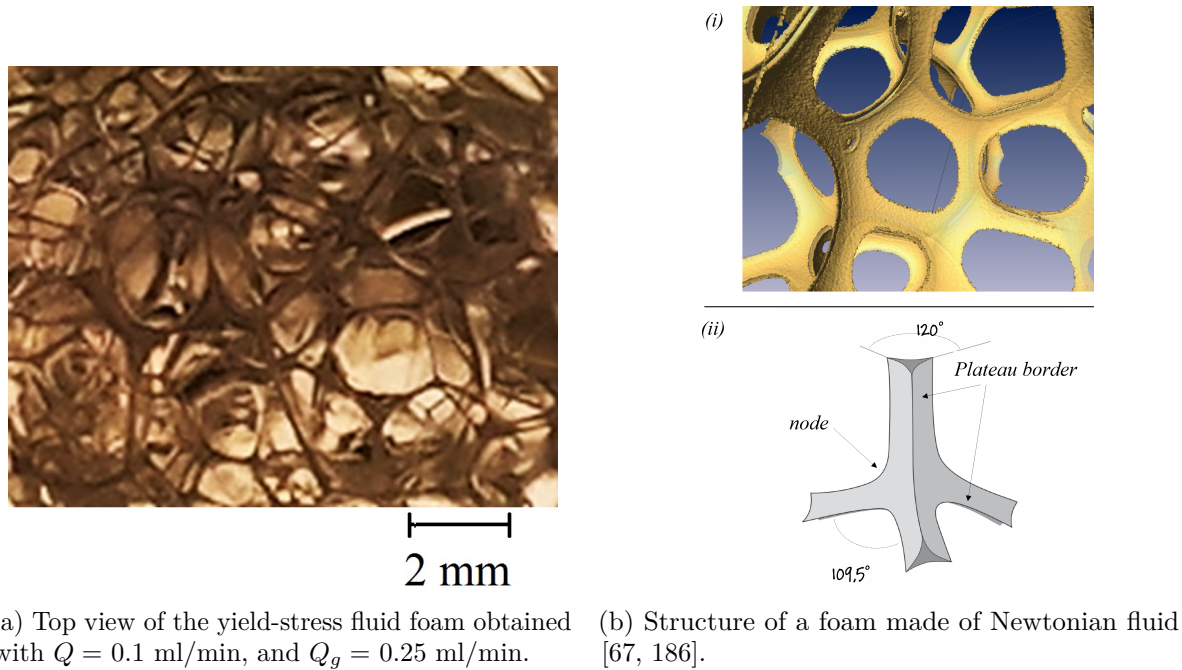 (i)
(ii)
120°
Plateau border
node
109,5°
2 mm
a) Top view of the yield-stress fluid foam obtained
with Q = 0.1 ml/min, and Qg = 0.25 ml/min.
(b) Structure of a foam made of Newtonian fluid
[67, 186].